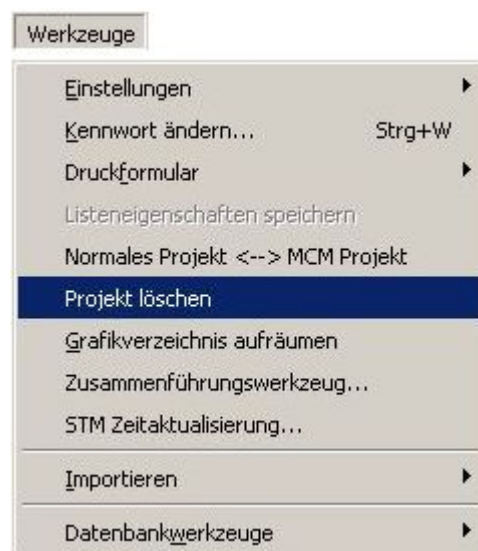 Werkzeuge
Einstellungen
Kennwort ändern... Strg+W
Druckformular
Listeneigenschaften speichern
Normales Projekt <--> MCM Projekt
Projekt löschen
Grafikverzeichnis aufräumen
Zusammenführungswerkzeug...
STM Zeitaktualisierung...
Importieren
Datenbankwerkzeuge